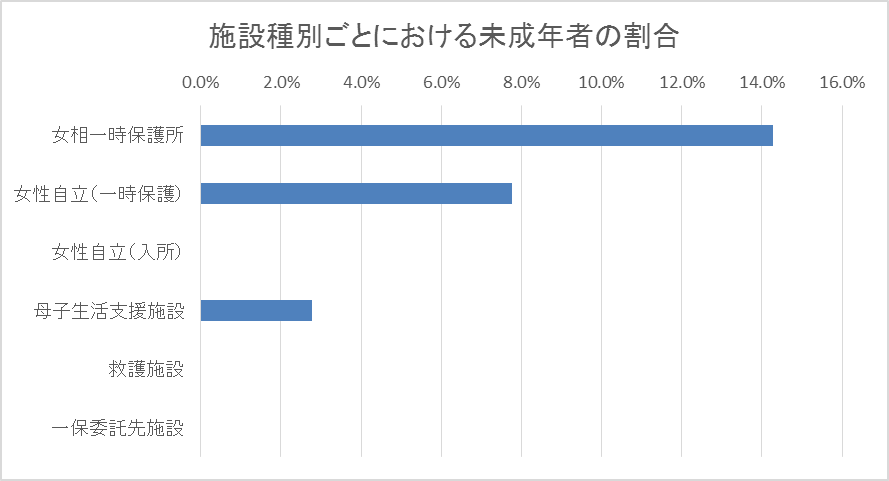 施設種別ごとにおける未成年者の割合
0.0% 2.0% 4.0% 6.0% 8.0% 10.0% 12.0% 14.0% 16.0%
女相一時保護所
女性自立(一時保護)
女性自立(入所)
母子生活支援施設
救護施設
一保委託先施設